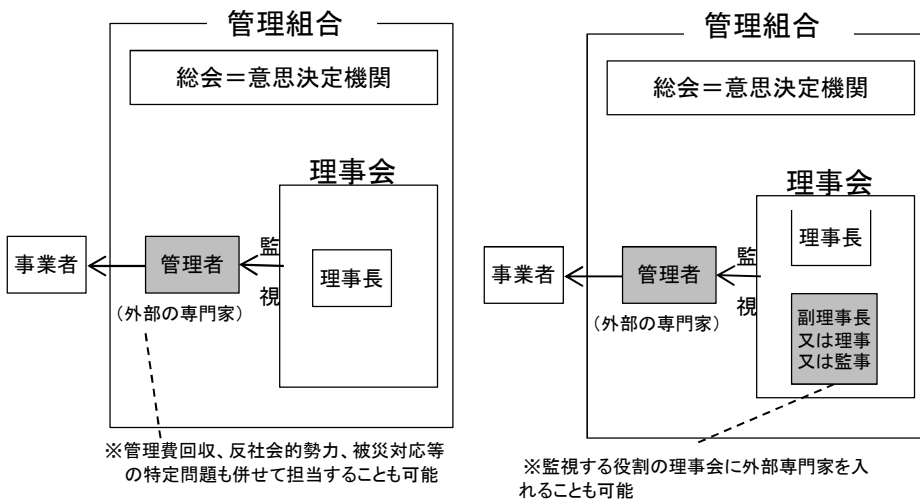 管理組合
総会＝意思決定機関
理事会
監視
理事長
管理者
事業者
（外部の専門家）
※管理費回収、反社会的勢力、被災対応等
の特定問題も併せて担当することも可能
管理組合
総会＝意思決定機関
理事会
理事長
監視
管理者
事業者
（外部の専門家）
副理事長
又は理事
又は監事
※監視する役割の理事会に外部専門家を入
れることも可能